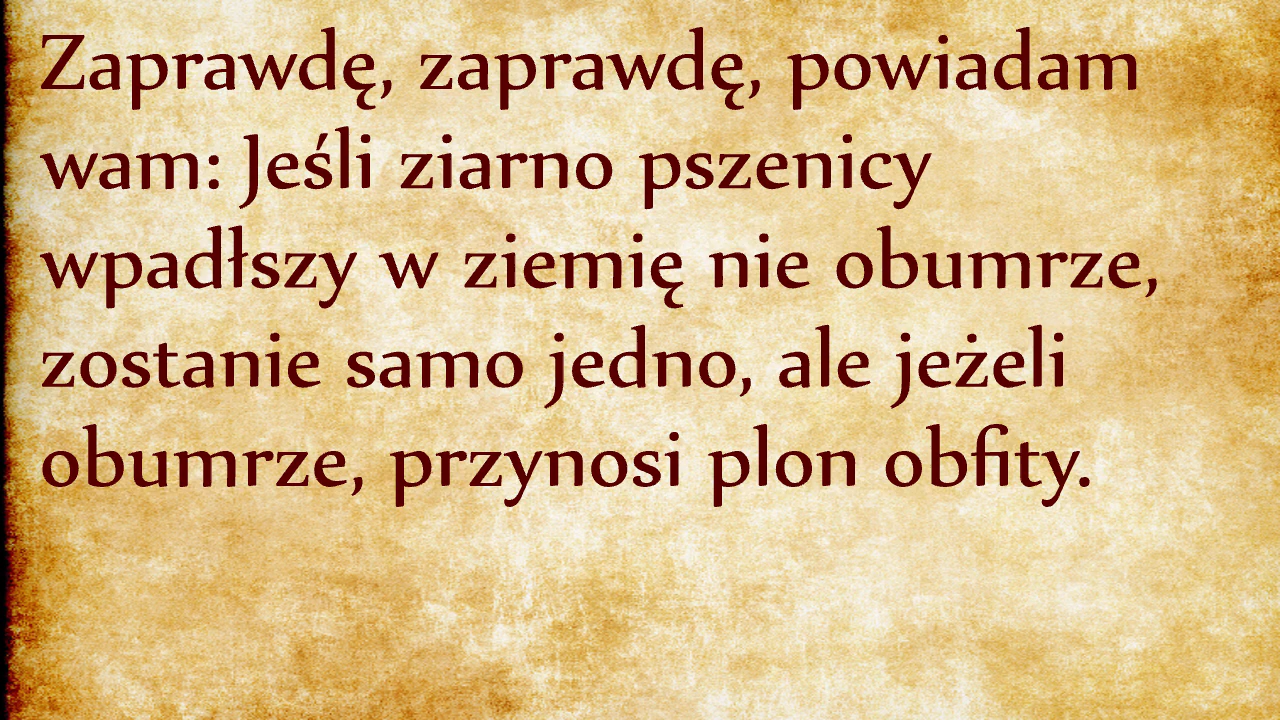 Zaprawdę, zaprawdę, powiadam
wam: Jeśli ziarno pszenicy
wpadłszy w ziemię nie obumrze,
zostanie samo jedno, ale jeżeli
obumrze, przynosi plon obfity.